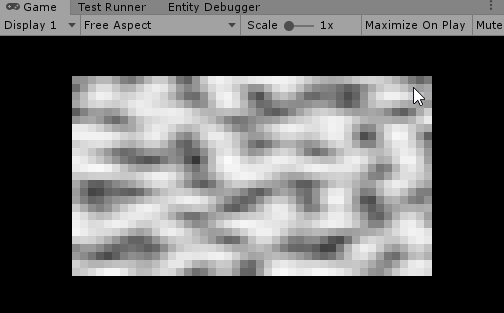 Game Test Runner Entity Debugger
Display 1 Free Aspect Scale 1x Maximize On Play Mute